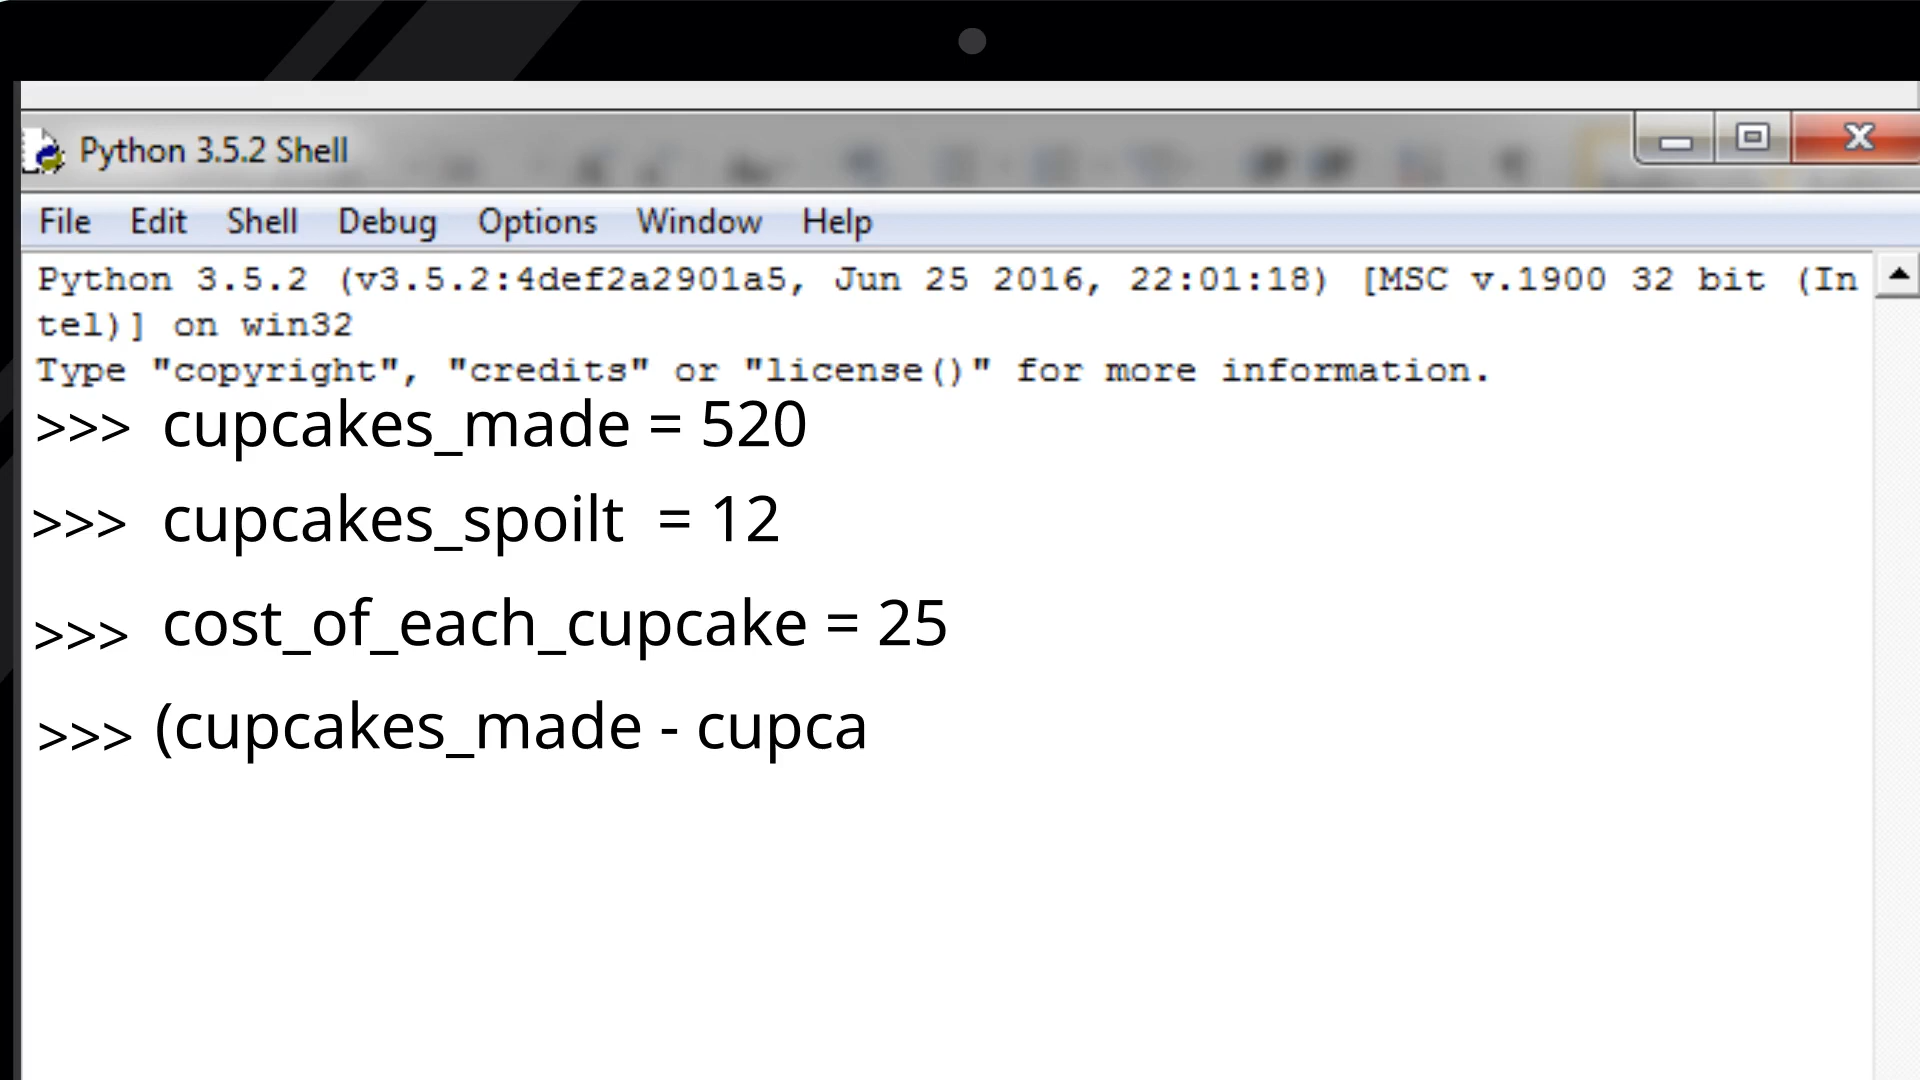 Python 3.5.2 Shell
File Edit Shell Debug Options Window Help
Python 3.5.2 (v3.5.2:4def2a2901a5, Jun 25 2016, 22:01:18) [MSC v.1900 32 bit (In
tel)] on win32
Type "copyright", "credits" or "license()" for more information.
>>> cupcakes_made = 520
>>> cupcakes_spoilt  = 12
>>> cost_of_each_cupcake = 25
>>> (cupcakes_made - cupca